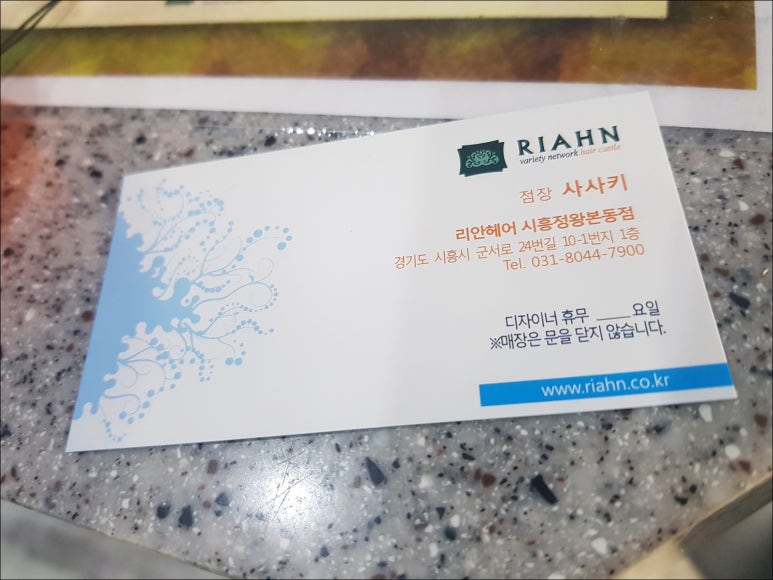 RIAHN
variety network hair castle
점장 사사키
리안헤어 시흥정왕본동점
경기도 시흥시 군서로 24번길 10-1번지 1층
Tel. 031-8044-7900
디자이너 휴무 ____요일
※매장은 문을 닫지 않습니다.
www.riahn.co.kr